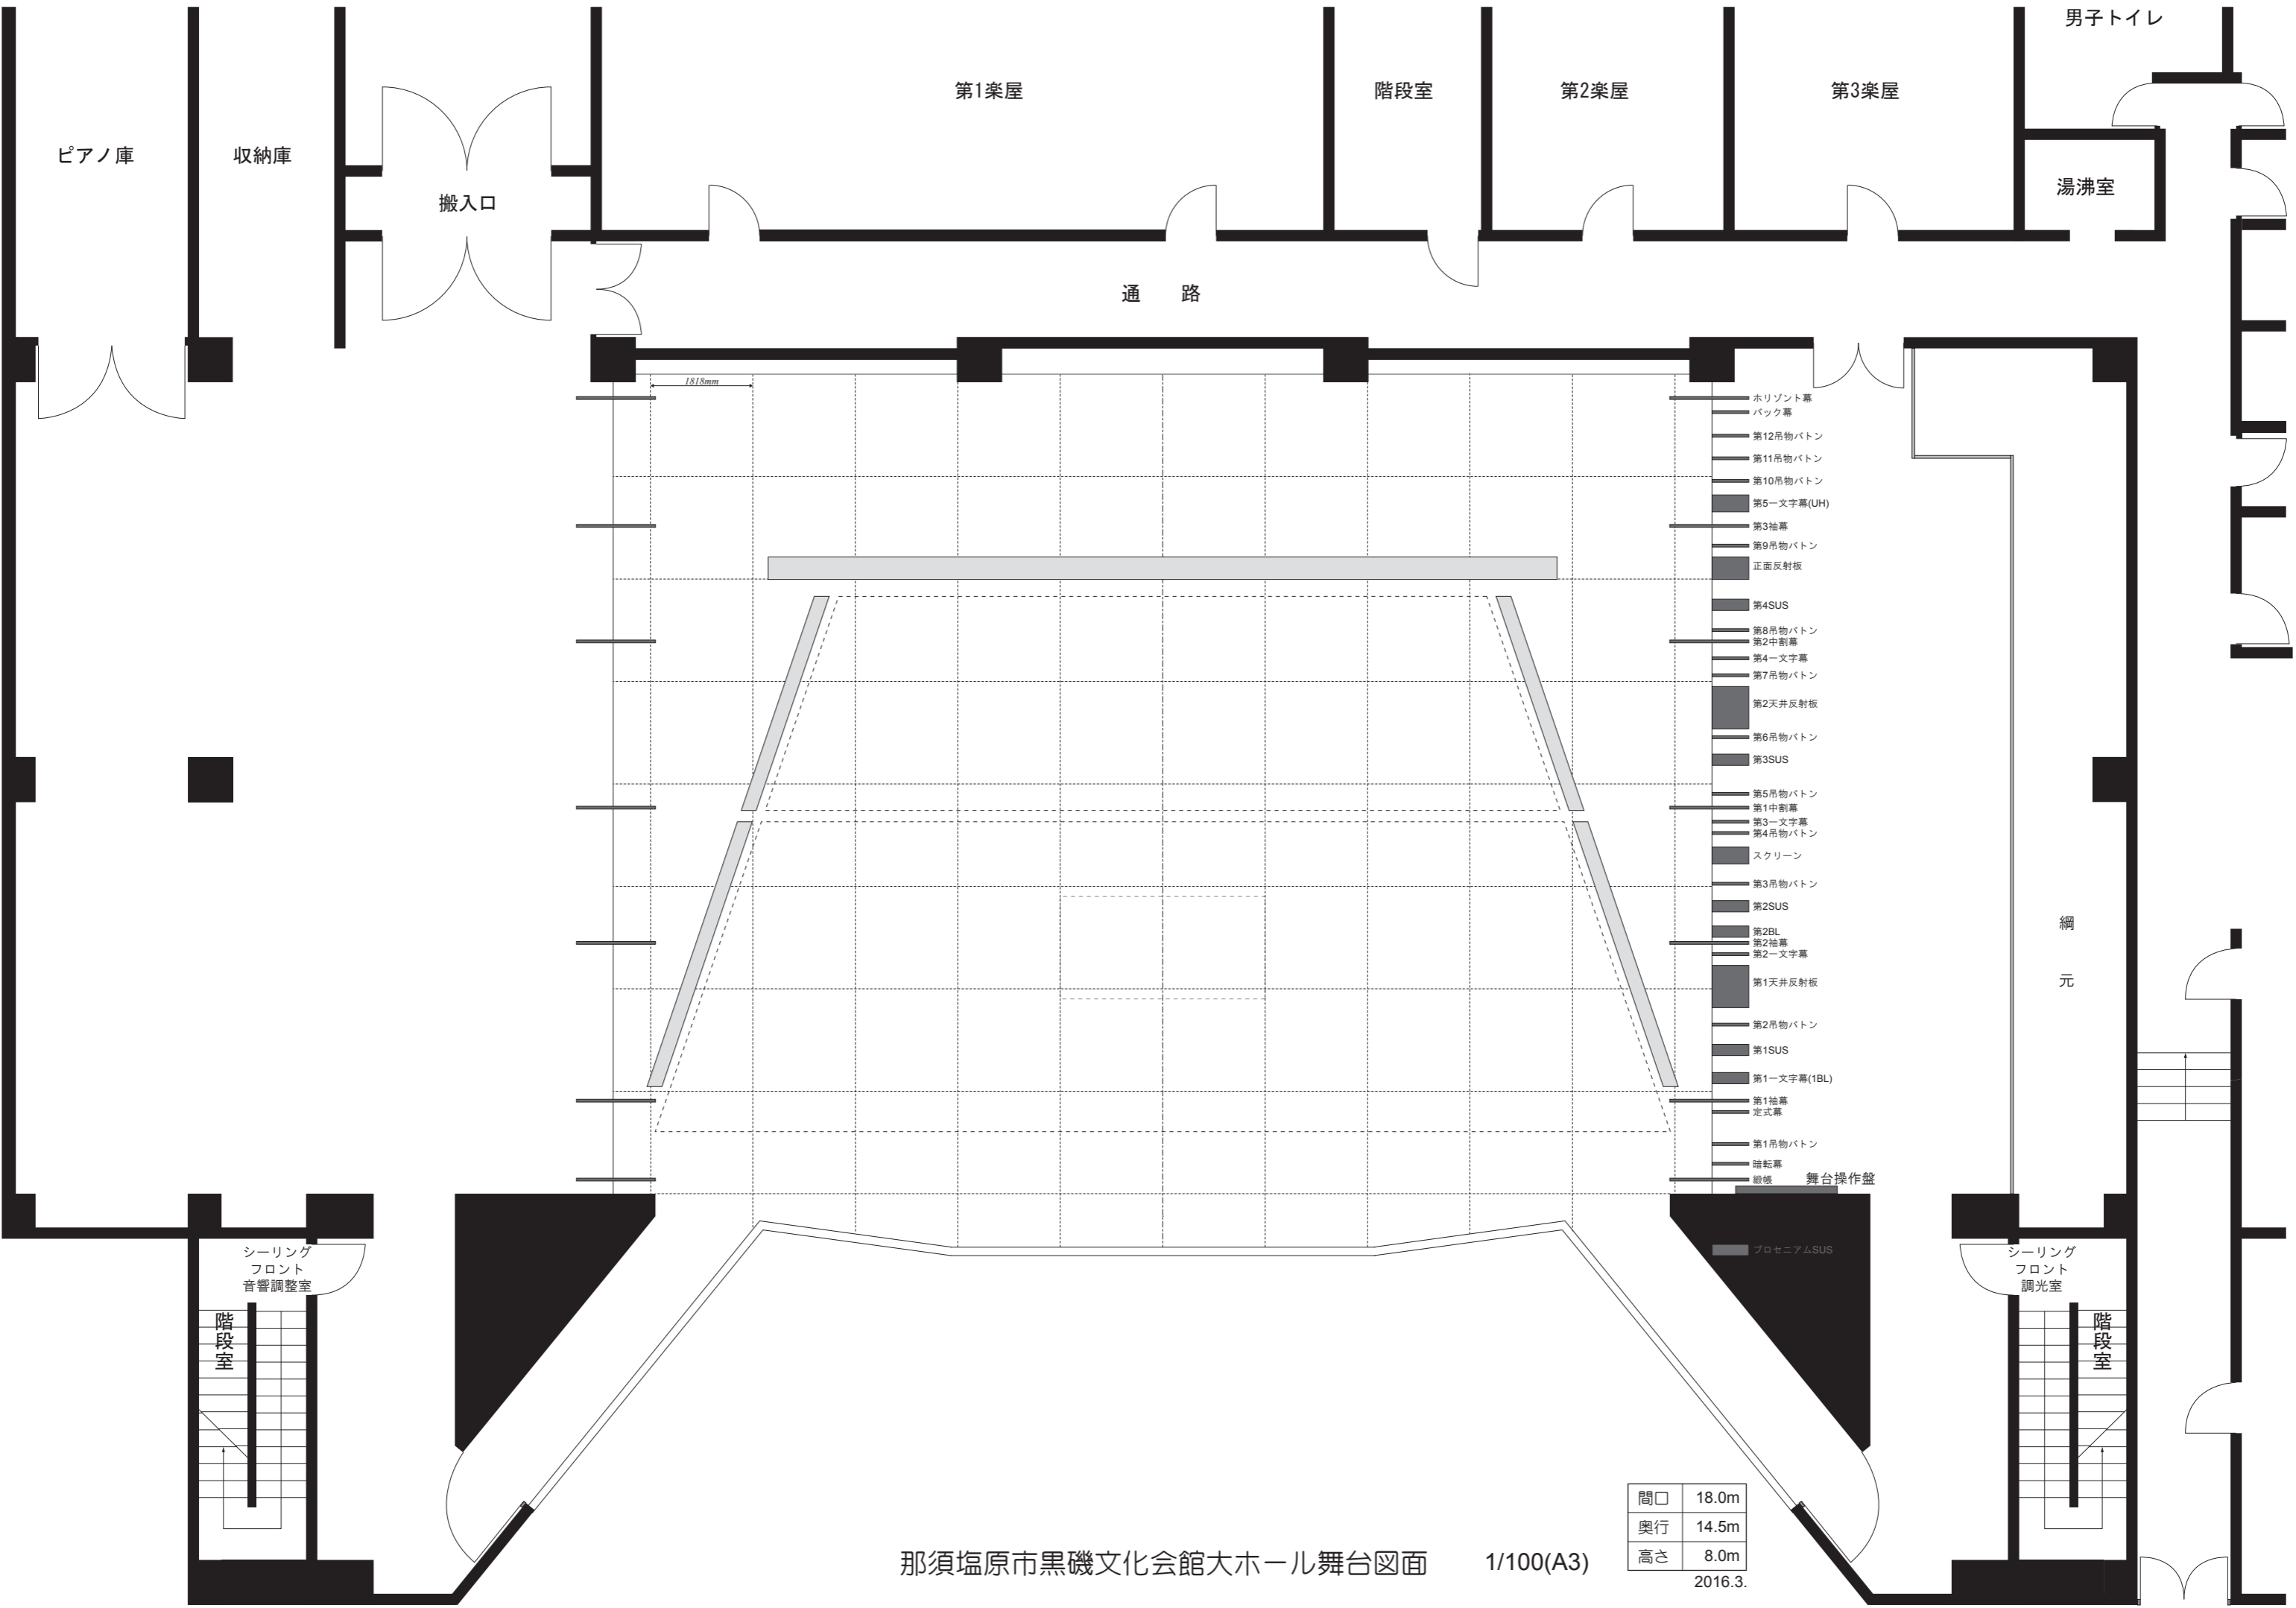 男子トイレ
第1楽屋
階段室
第2楽屋
第3楽屋
ピアノ庫
収納庫
搬入口
湯沸室
通　路
1818mm
ホリゾント幕
バック幕
第12吊物バトン
第11吊物バトン
第10吊物バトン
第5一文字幕(UH)
第3袖幕
第9吊物バトン
正面反射板
第4SUS
第8吊物バトン
第2中割幕
第4一文字幕
第7吊物バトン
第2天井反射板
第6吊物バトン
第3SUS
第5吊物バトン
第1中割幕
第3一文字幕
第4吊物バトン
スクリーン
第3吊物バトン
第2SUS
第2BL
第2袖幕
第2一文字幕
第1天井反射板
第2吊物バトン
第1SUS
第1一文字幕(1BL)
第1袖幕
定式幕
第1吊物バトン
暗転幕
緞帳
舞台操作盤
綱元
プロセニアムSUS
シーリング
フロント
音響調整室
階段室
シーリング
フロント
調光室
階段室
間口 18.0m
奥行 14.5m
高さ 8.0m
2016.3.
那須塩原市黒磯文化会館大ホール舞台図面 1/100(A3)